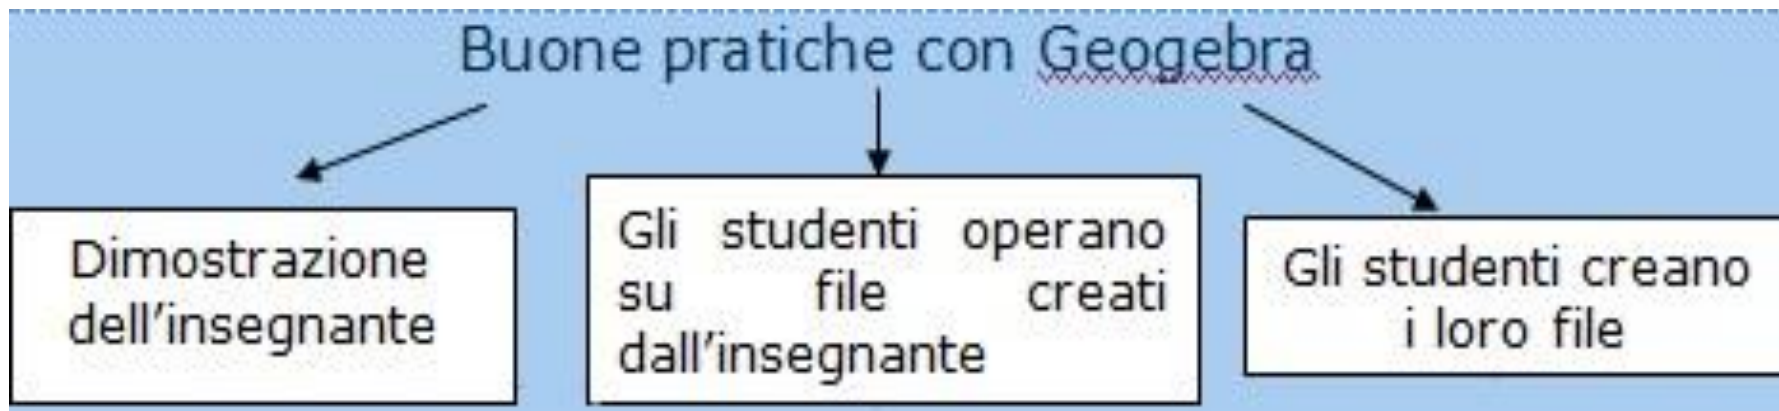 Buone pratiche con Geogebra
Dimostrazione
dell'insegnante
Gli studenti operano
su file creati
dall'insegnante
Gli studenti creano
i loro file